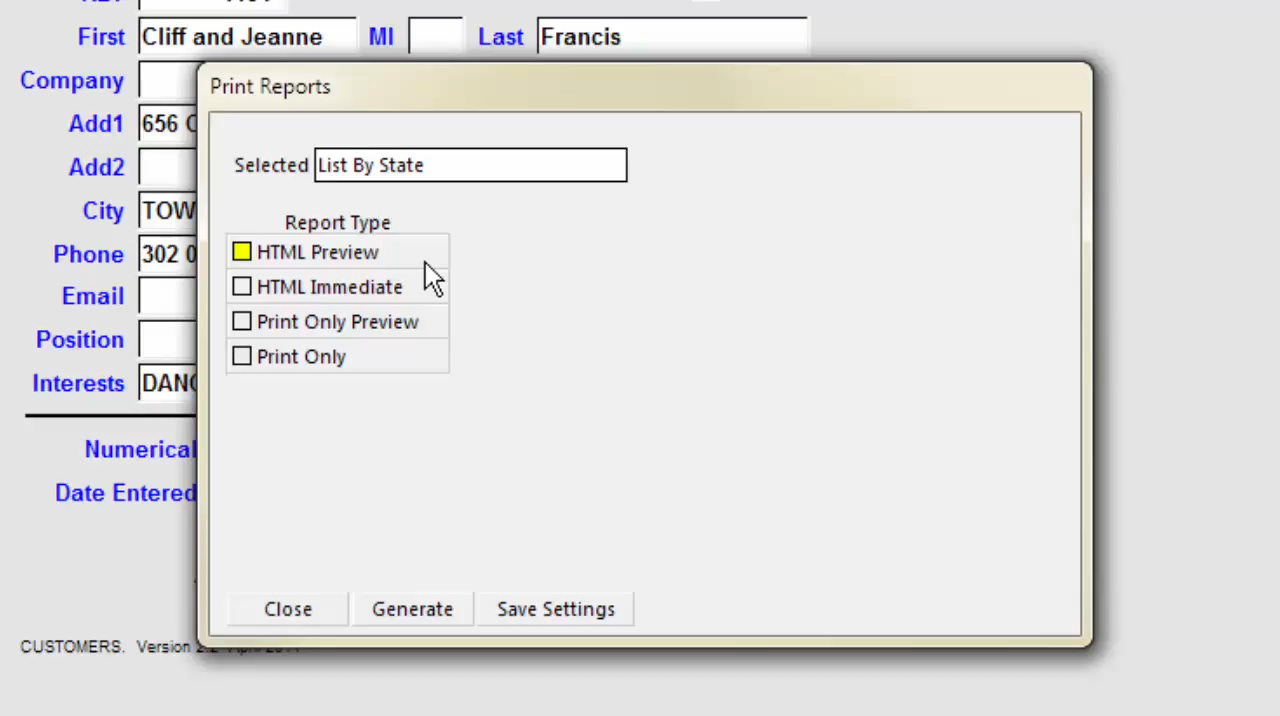 First Cliff and Jeanne MI Last Francis
Company
Print Reports
Add1 656
Selected List By State
Add2
City TOW
Report Type
Phone 302 0
HTML Preview
Email
HTML Immediate
Print Only Preview
Position
Print Only
Interests DANC
Numerical
Date Entered
Close Generate Save Settings
CUSTOMERS. Version